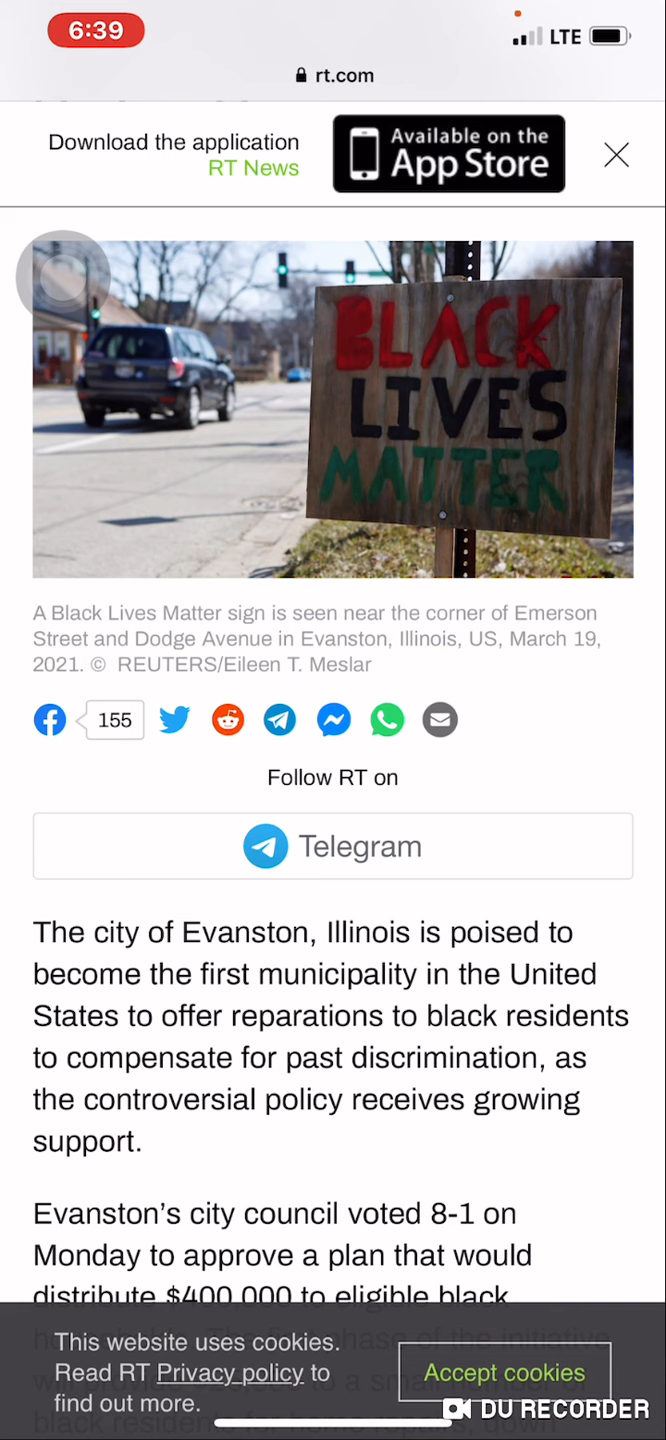 6:39
LTE
rt.com
Download the application
RT News
Available on the
App Store
BLACK
LIVES
MATTER
A Black Lives Matter sign is seen near the corner of Emerson
Street and Dodge Avenue in Evanston, Illinois, US, March 19,
2021. © REUTERS/Eileen T. Meslar
155
Follow RT on
Telegram
The city of Evanston, Illinois is poised to
become the first municipality in the United
States to offer reparations to black residents
to compensate for past discrimination, as
the controversial policy receives growing
support.
Evanston’s city council voted 8-1 on
Monday to approve a plan that would
distribute $400,000 to eligible black
This website uses cookies.
Read RT Privacy policy to
find out more.
Accept cookies
DU RECORDER